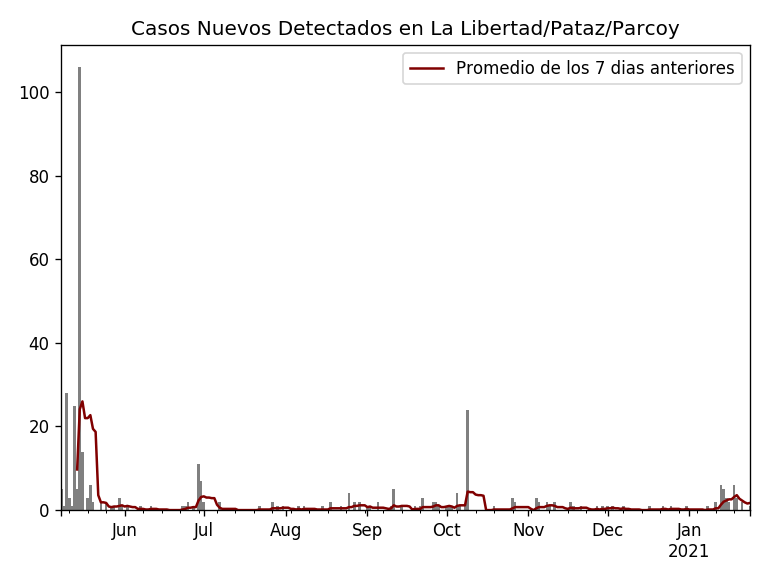 Casos Nuevos Detectados en La Libertad/Pataz/Parcoy
Promedio de los 7 dias anteriores
100
80
60
40
20
0
Jun Jul Aug Sep Oct Nov Dec Jan
2021